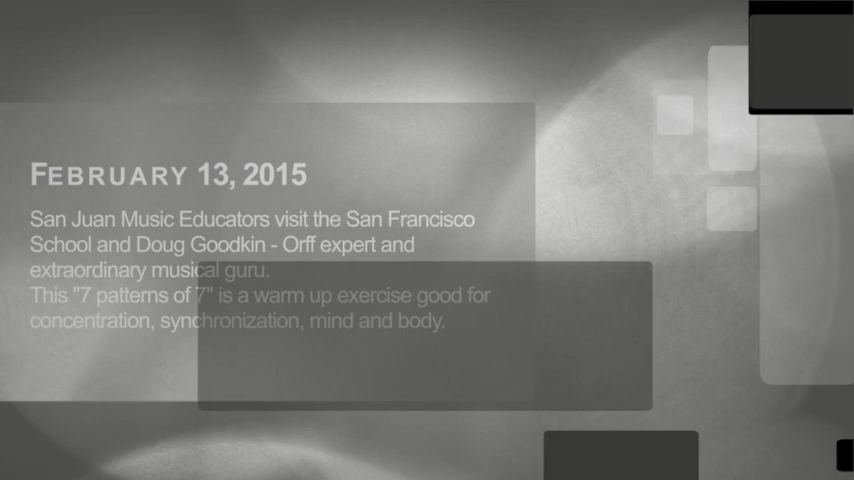 FEBRUARY 13, 2015
San Juan Music Educators visit the San Francisco
School and Doug Goodkin - Orff expert and
extraordinary musical guru.
This "7 patterns of 7" is a warm up exercise good for
concentration, synchronization, mind and body.